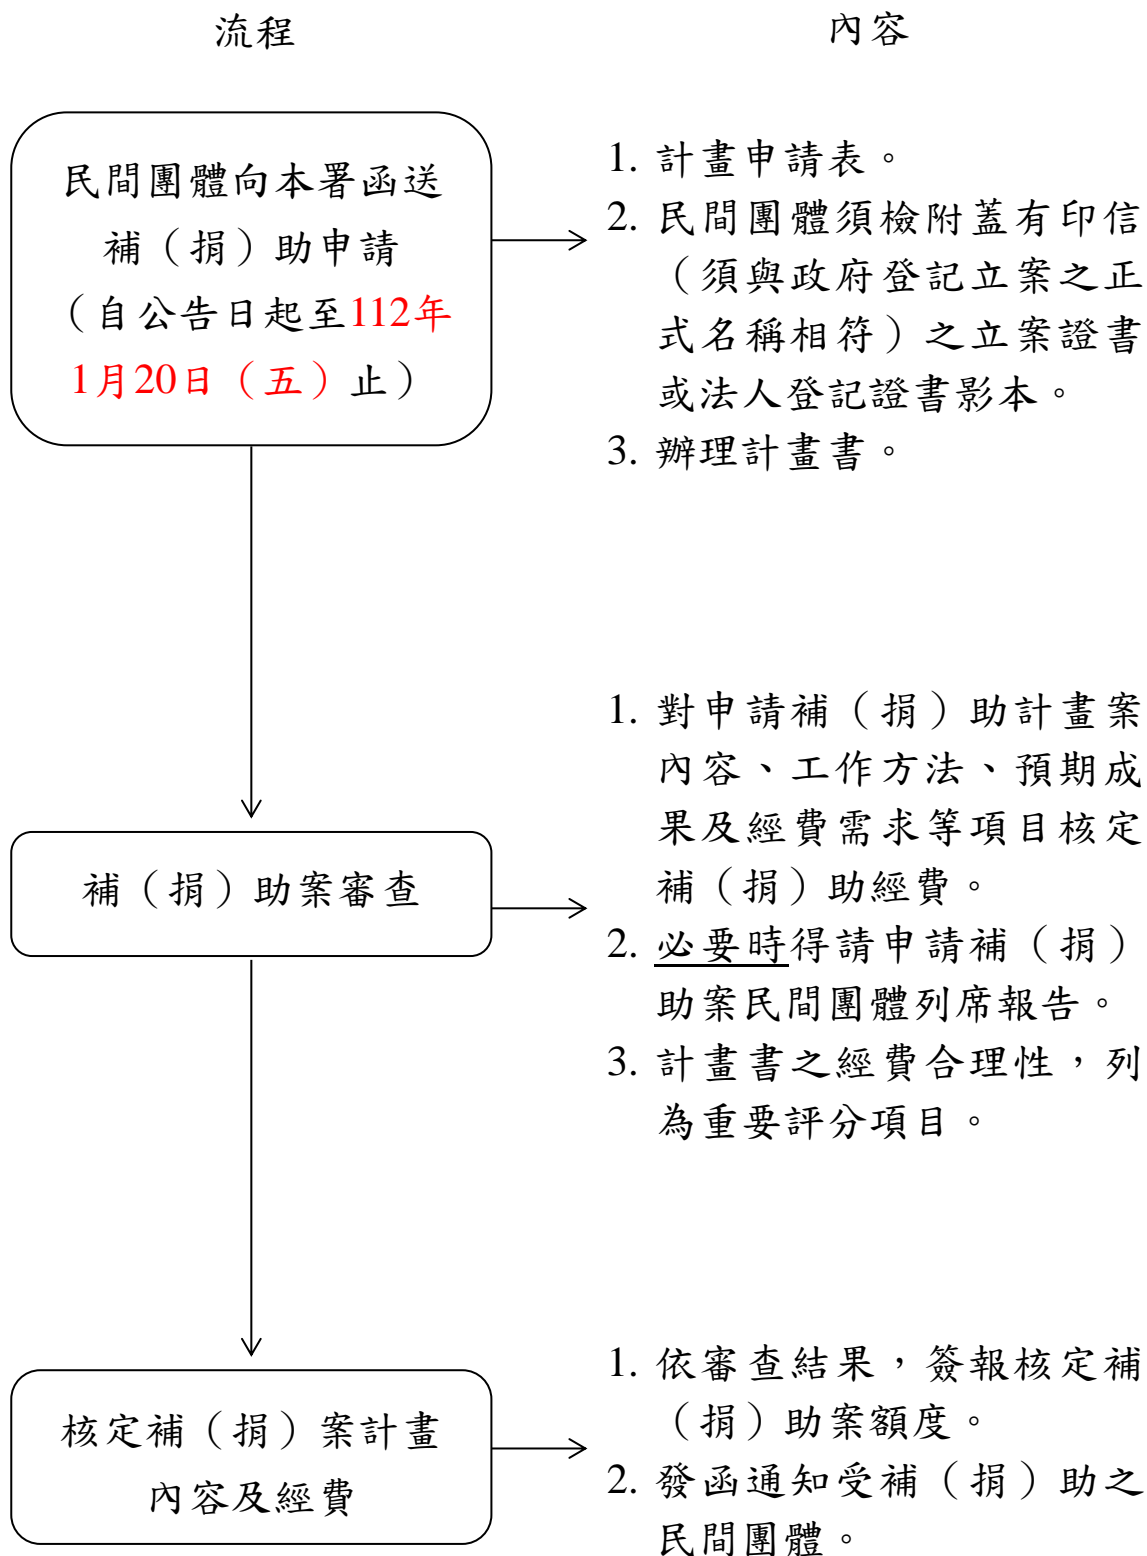 流程
內容
民間團體向本署函送
補（捐）助申請
（自公告日起至112年
1月20日（五）止）
1. 計畫申請表。
2. 民間團體須檢附蓋有印信
（須與政府登記立案之正
式名稱相符）之立案證書
或法人登記證書影本。
3. 辦理計畫書。
補（捐）助案審查
1. 對申請補（捐）助計畫案
內容、工作方法、預期成
果及經費需求等項目核定
補（捐）助經費。
2. 必要時得請申請補（捐）
助案民間團體列席報告。
3. 計畫書之經費合理性，列
為重要評分項目。
核定補（捐）案計畫
內容及經費
1. 依審查結果，簽報核定補
（捐）助案額度。
2. 發函通知受補（捐）助之
民間團體。